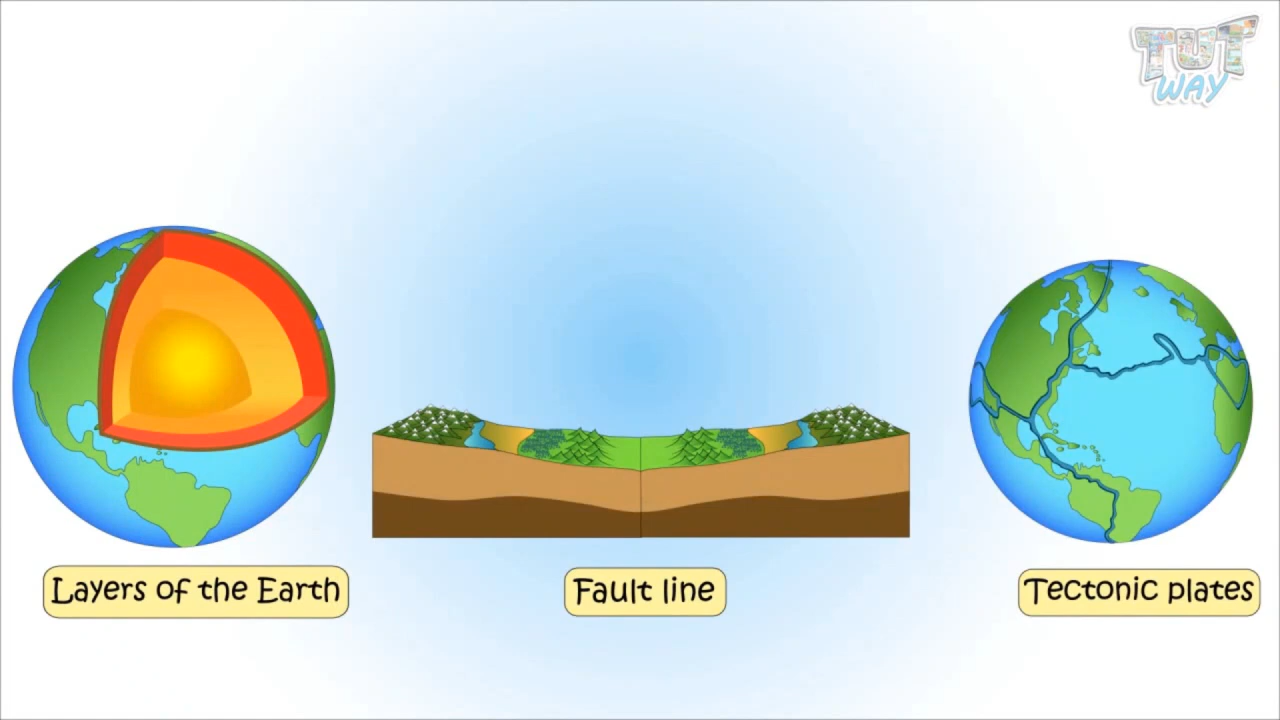 TUT
WAY
Layers of the Earth
Fault line
Tectonic plates